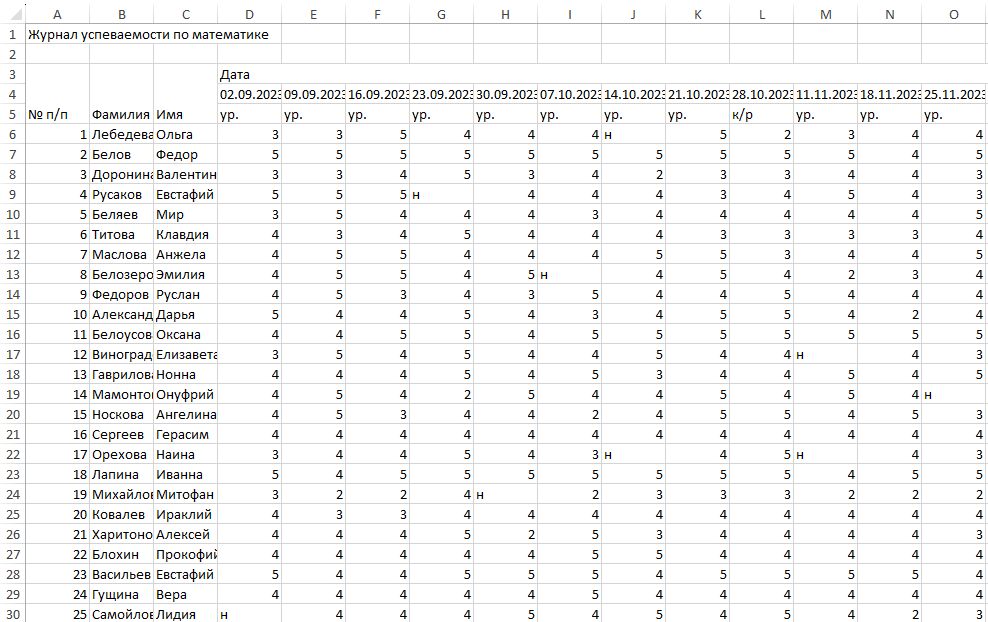 A B C D E F G H I J K L M N O
1 Журнал успеваемости по математике
2
3 Дата
4 02.09.2023 09.09.2023 16.09.2023 23.09.2023 30.09.2023 07.10.2023 14.10.2023 21.10.2023 28.10.2023 11.11.2023 18.11.2023 25.11.2023
5 № п/п Фамилия Имя ур. ур. ур. ур. ур. ур. ур. ур. к/р ур. ур. ур.
6 1 Лебедева Ольга 3 3 5 4 4 4 н 5 2 3 4 4
7 2 Белов Федор 5 5 5 5 5 5 5 5 5 5 4 5
8 3 Доронина Валентин 3 3 4 5 3 4 2 3 3 4 4 3
9 4 Русаков Евстафий 5 5 5 н 4 4 4 3 4 5 4 3
10 5 Беляев Мир 3 5 4 4 4 3 4 4 4 4 4 5
11 6 Титова Клавдия 4 3 4 5 4 4 4 3 3 3 3 4
12 7 Маслова Анжела 4 5 5 4 4 4 5 5 3 4 4 5
13 8 Белозеро Эмилия 4 5 5 4 5 н 4 5 4 2 3 4
14 9 Федоров Руслан 4 5 3 4 3 5 4 4 5 4 4 4
15 10 Александ Дарья 5 4 4 5 4 3 4 5 5 4 2 4
16 11 Белоусов Оксана 4 4 5 5 4 5 5 5 5 5 5 5
17 12 Виноград Елизавета 3 5 4 5 4 4 5 4 4 н 4 3
18 13 Гаврилова Нонна 4 4 4 5 4 5 3 4 4 5 4 5
19 14 Мамонтов Онуфрий 4 5 4 2 5 4 4 5 4 5 4 н
20 15 Носкова Ангелина 4 5 3 4 4 2 4 5 5 4 5 3
21 16 Сергеев Герасим 4 4 4 4 4 4 4 4 4 4 4 4
22 17 Орехова Наина 3 4 4 5 4 3 н 4 5 н 4 3
23 18 Лапина Иванна 5 4 5 5 5 5 5 5 5 4 5 5
24 19 Михайлов Митофан 3 2 2 4 н 2 3 3 3 2 2 2
25 20 Ковалев Ираклий 4 3 3 4 4 4 4 4 4 4 4 4
26 21 Харитоно Алексей 4 4 4 5 2 5 3 4 4 4 4 3
27 22 Блохин Прокофий 4 4 4 4 4 5 5 4 4 4 4 4
28 23 Васильев Евстафий 5 4 4 5 5 5 4 5 5 5 5 4
29 24 Гущина Вера 4 4 4 4 4 5 4 4 4 4 4 4
30 25 Самойлов Лидия н 4 4 4 5 4 5 4 5 4 2 3